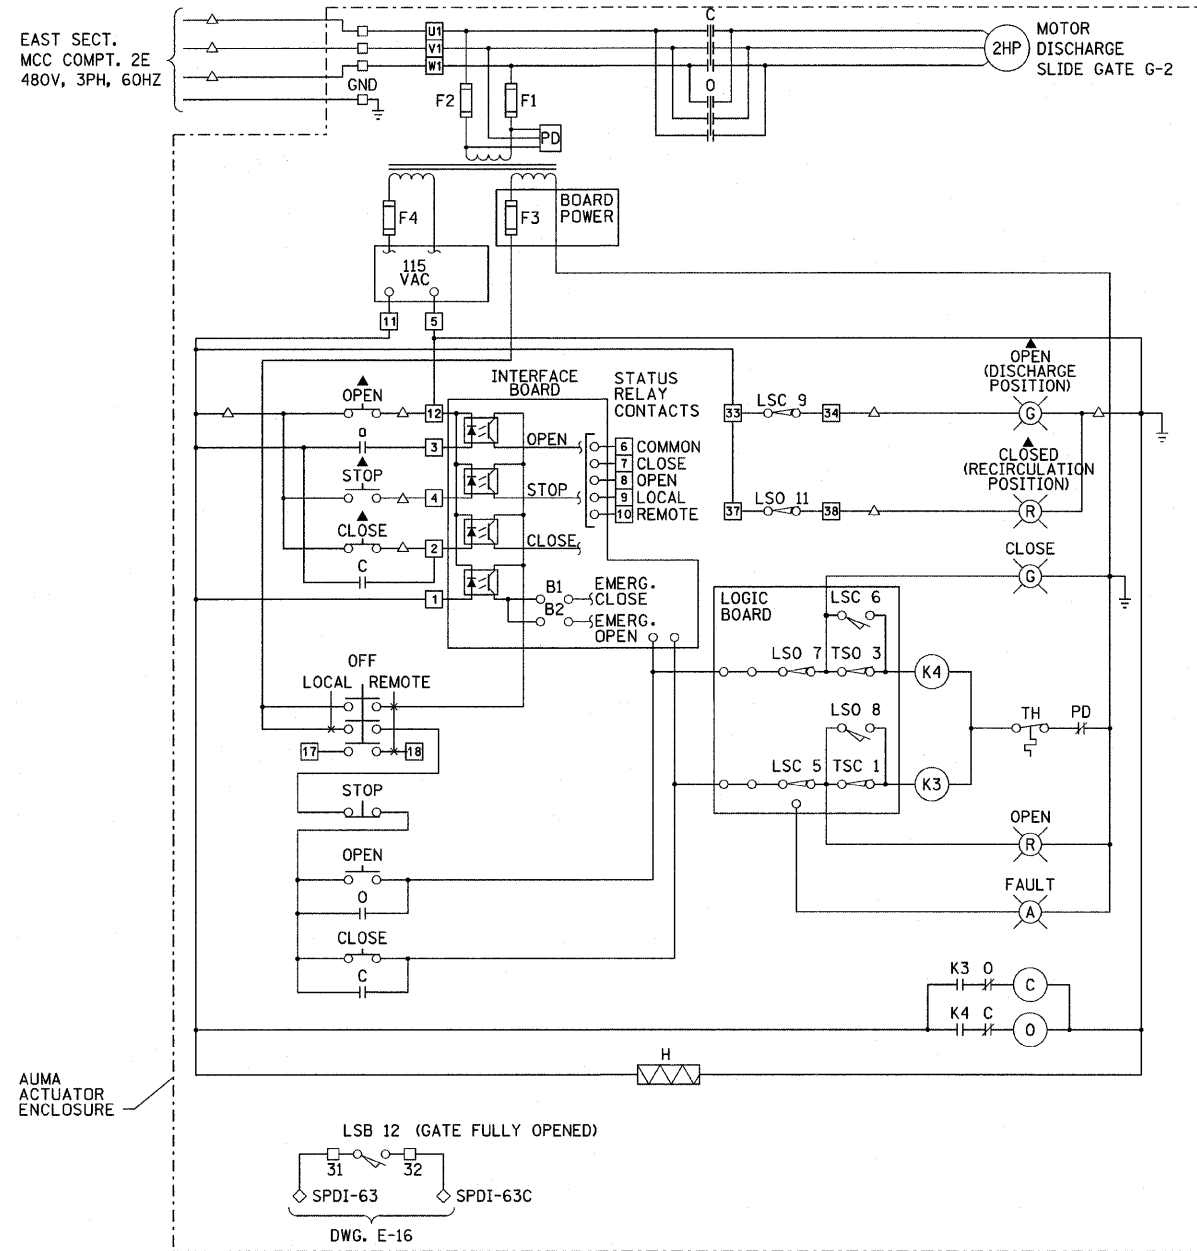 EAST SECT.
MCC COMPT. 2E
480V, 3PH, 60HZ
GND
U1
V1
W1
C
O
2HP
MOTOR
DISCHARGE
SLIDE GATE G-2
F2
F1
PD
F4
F3
BOARD
POWER
115
VAC
11
5
OPEN
12
O
3
STOP
4
CLOSE
2
C
1
INTERFACE
BOARD
OPEN
STOP
CLOSE
B1
B2
EMERG.
CLOSE
EMERG.
OPEN
STATUS
RELAY
CONTACTS
6 COMMON
7 CLOSE
8 OPEN
9 LOCAL
10 REMOTE
33
LSC 9
34
OPEN
(DISCHARGE
POSITION)
G
37
LSO 11
38
CLOSED
(RECIRCULATION
POSITION)
R
CLOSE
G
LOGIC
BOARD
LSC 6
LSO 7
TSO 3
K4
LSO 8
LSC 5
TSC 1
K3
TH
PD
OPEN
R
FAULT
A
OFF
LOCAL
REMOTE
17
18
STOP
OPEN
O
CLOSE
C
K3
O
C
K4
C
O
H
AUMA
ACTUATOR
ENCLOSURE
LSB 12 (GATE FULLY OPENED)
31
32
SPDI-63
SPDI-63C
DWG. E-16